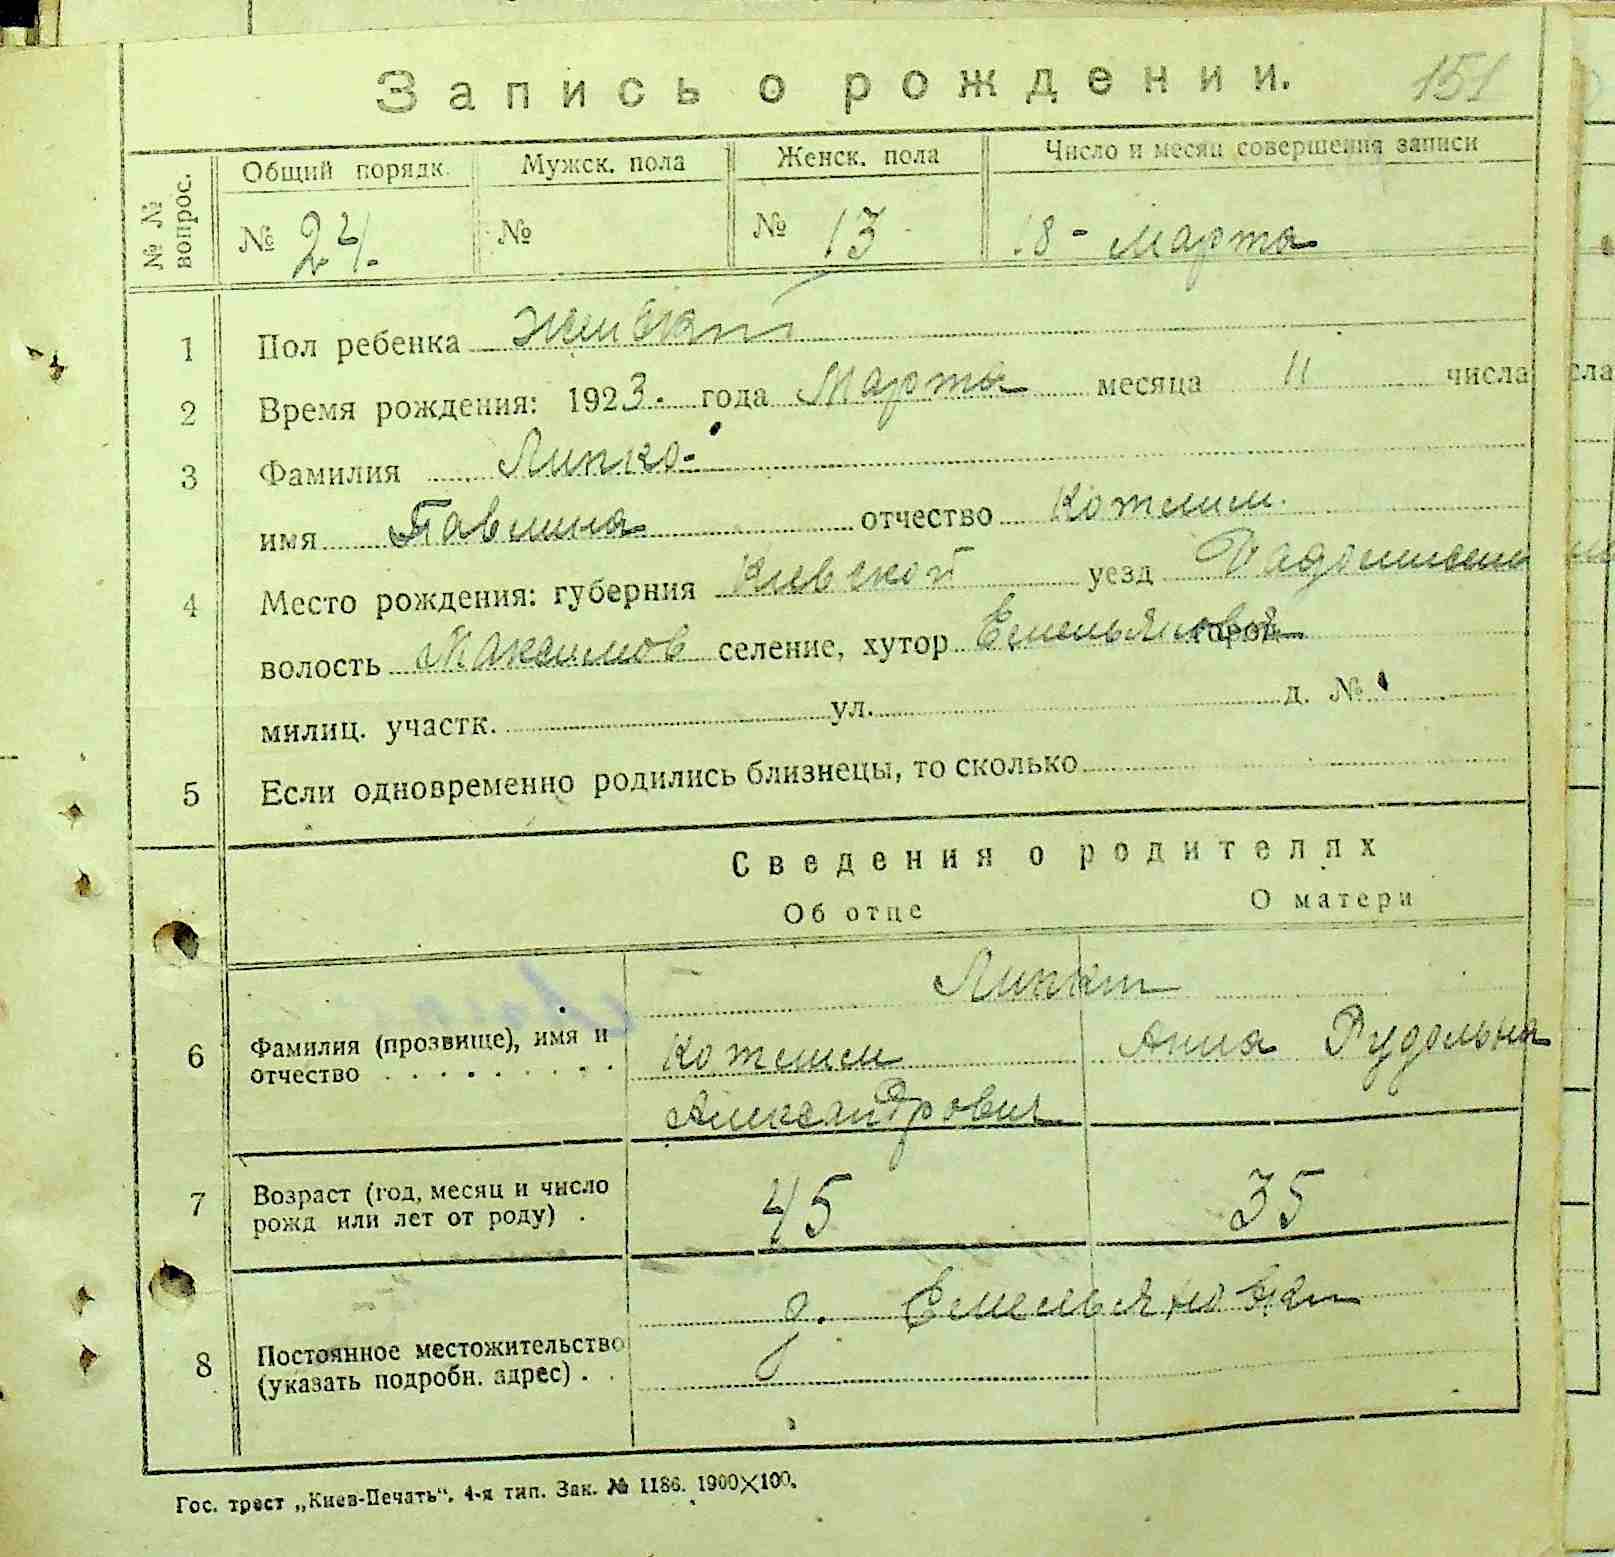 Запись о рождении.
151
№ № вопрос.
Общий порядк. Мужск. пола Женск. пола Число и месяц совершения записи
№ 24. № № 13 18 - Марта
1 Пол ребенка
2 Время рождения: 1923. года Марта месяца 11 числа
3 Фамилия Липко.
имя Павлина отчество
4 Место рождения: губерния Киевской уезд
волость Максимов селение, хутор Емельяновка
милиц. участк. ул. д. №
5 Если одновременно родились близнецы, то сколько
Сведения о родителях
Об отце О матери
6 Фамилия (прозвище), имя и отчество
Анна
Александрович
7 Возраст (год, месяц и число рожд или лет от роду) . 45 35
8 Постоянное местожительство (указать подробн. адрес) . . д. Емельяновки
Гос. трест „Киев-Печать“. 4-я тип. Зак. № 1186. 1900×100.